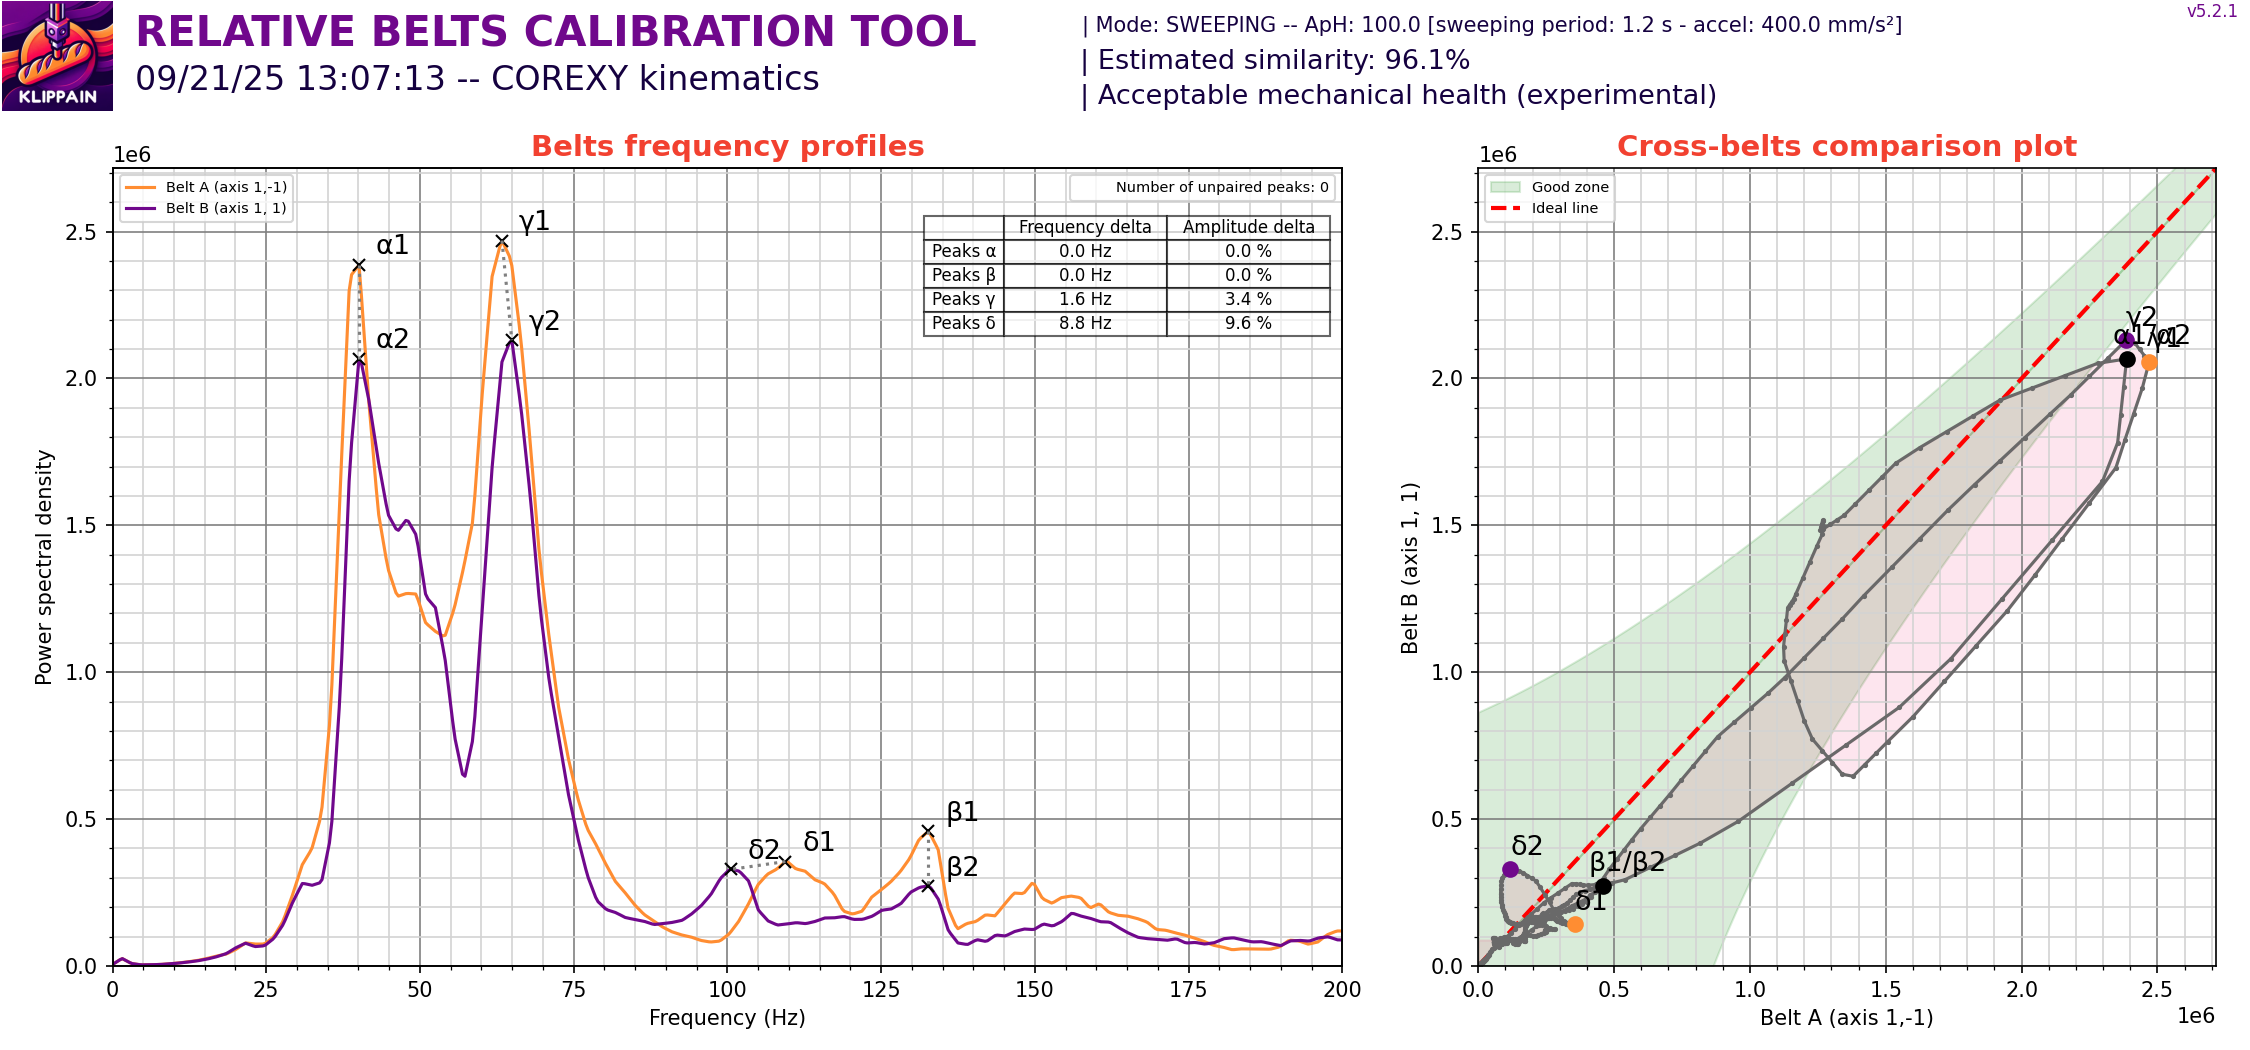 KLIPPAIN
RELATIVE BELTS CALIBRATION TOOL
09/21/25 13:07:13 -- COREXY kinematics
| Mode: SWEEPING -- ApH: 100.0 [sweeping period: 1.2 s - accel: 400.0 mm/s²]
| Estimated similarity: 96.1%
| Acceptable mechanical health (experimental)
v5.2.1
Belts frequency profiles
1e6
Belt A (axis 1,-1)
Belt B (axis 1, 1)
Number of unpaired peaks: 0
Frequency delta Amplitude delta
Peaks α 0.0 Hz 0.0 %
Peaks β 0.0 Hz 0.0 %
Peaks γ 1.6 Hz 3.4 %
Peaks δ 8.8 Hz 9.6 %
α1
α2
γ1
γ2
δ2
δ1
β1
β2
2.5
2.0
1.5
1.0
0.5
0.0
Power spectral density
0 25 50 75 100 125 150 175 200
Frequency (Hz)
Cross-belts comparison plot
1e6
Good zone
Ideal line
γ2
α1/α2
γ1
δ2
β1/β2
δ1
2.5
2.0
1.5
1.0
0.5
0.0
Belt B (axis 1, 1)
0.0 0.5 1.0 1.5 2.0 2.5
Belt A (axis 1,-1)
1e6